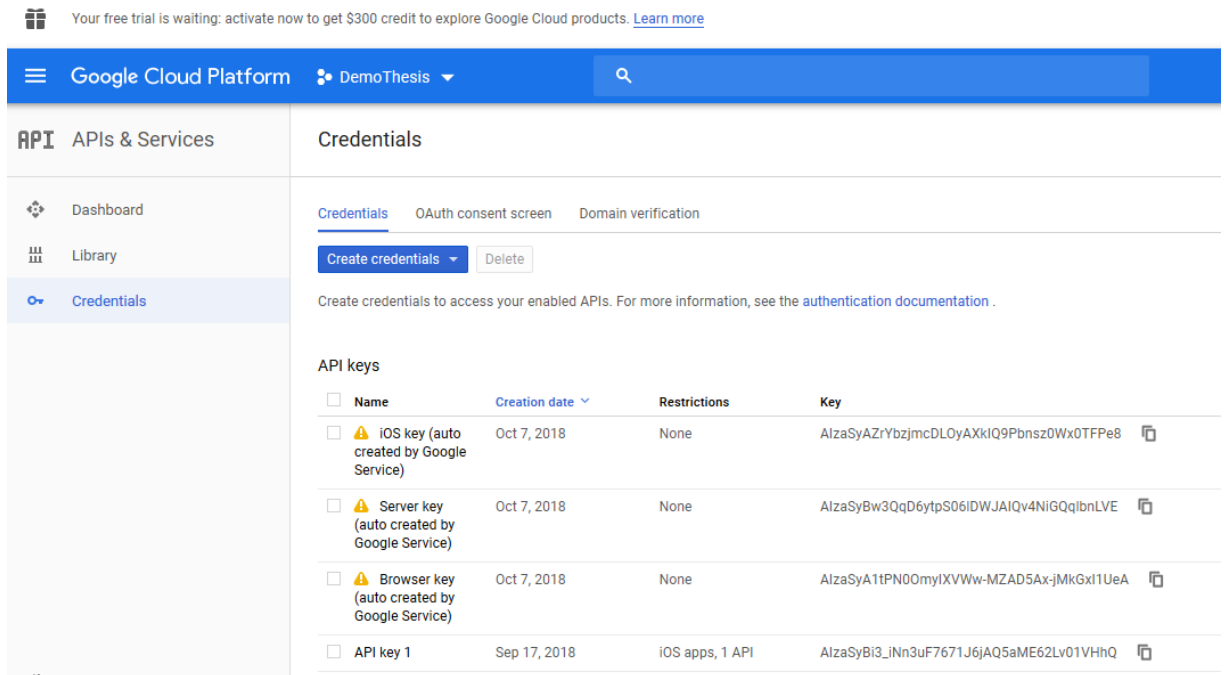 Your free trial is waiting: activate now to get $300 credit to explore Google Cloud products. Learn more
Google Cloud Platform DemoThesis
API APIs & Services Credentials
Dashboard
Credentials OAuth consent screen Domain verification
Library
Create credentials Delete
Credentials
Create credentials to access your enabled APIs. For more information, see the authentication documentation .
API keys
Name Creation date Restrictions Key
iOS key (auto Oct 7, 2018 None AIzaSyAZrYbzjmcDLOyAXkIQ9Pbnsz0Wx0TFPe8
created by Google
Service)
Server key Oct 7, 2018 None AIzaSyBw3QqD6ytpS06IDWJAIQv4NiGQqIbnLVE
(auto created by
Google Service)
Browser key Oct 7, 2018 None AIzaSyA1tPN0OmyIXVWw-MZAD5Ax-jMkGxI1UeA
(auto created by
Google Service)
API key 1 Sep 17, 2018 iOS apps, 1 API AIzaSyBi3_iNn3uF7671J6jAQ5aME62Lv01VHhQ